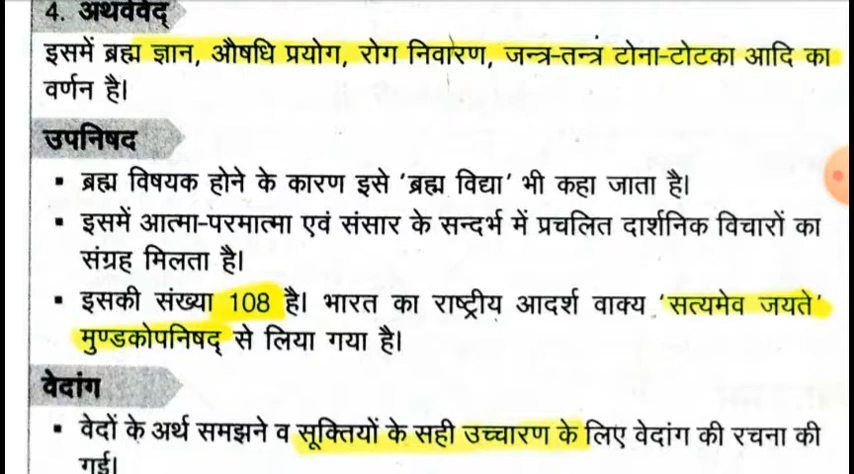 4. अथर्ववेद
इसमें ब्रह्म ज्ञान, औषधि प्रयोग, रोग निवारण, जन्त्र-तन्त्र टोना-टोटका आदि का
वर्णन है।
उपनिषद
▪ ब्रह्म विषयक होने के कारण इसे 'ब्रह्म विद्या' भी कहा जाता है।
▪ इसमें आत्मा-परमात्मा एवं संसार के सन्दर्भ में प्रचलित दार्शनिक विचारों का
संग्रह मिलता है।
▪ इसकी संख्या 108 है। भारत का राष्ट्रीय आदर्श वाक्य 'सत्यमेव जयते'
मुण्डकोपनिषद् से लिया गया है।
वेदांग
▪ वेदों के अर्थ समझने व सूक्तियों के सही उच्चारण के लिए वेदांग की रचना की
गई।